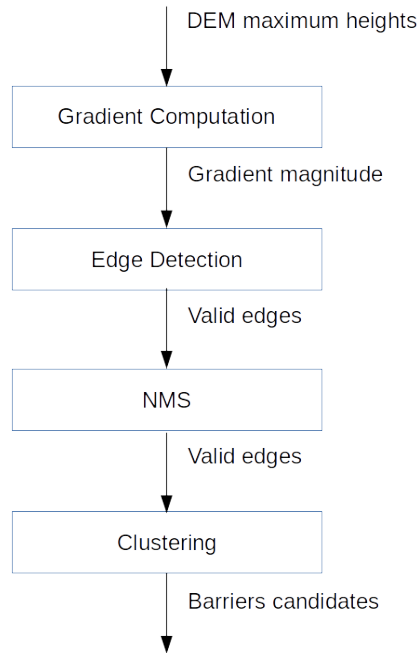 DEM maximum heights
Gradient Computation
Gradient magnitude
Edge Detection
Valid edges
NMS
Valid edges
Clustering
Barriers candidates